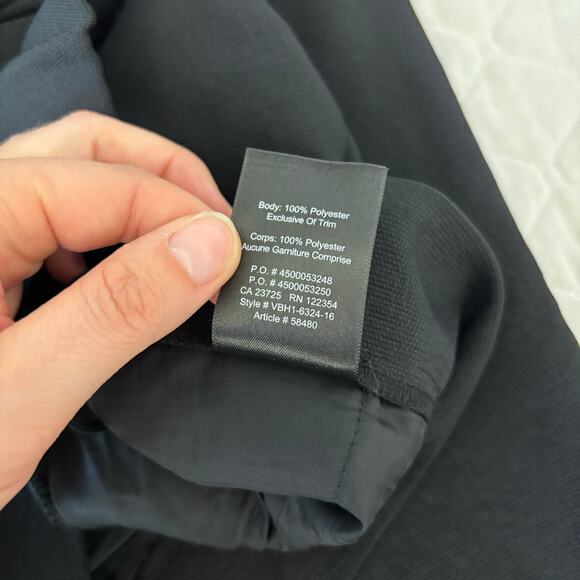 Body: 100% Polyester
Exclusive Of Trim
Corps: 100% Polyester
Aucune Garniture Comprise
P.O. # 4500053248
P.O. # 4500053250
CA 23725 RN 122354
Style # VBH1-6324-16
Article # 58480